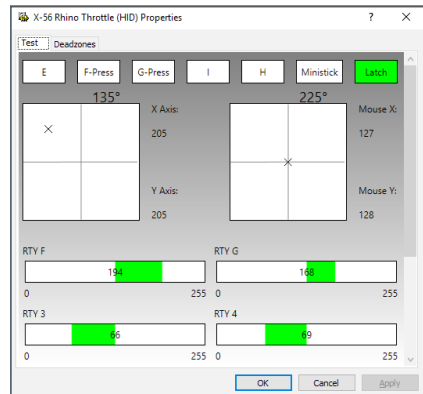 X-56 Rhino Throttle (HID) Properties
Test Deadzones
E F-Press G-Press I H Ministick Latch
135° 225°
X Axis: Mouse X:
205 127
Y Axis: Mouse Y:
205 128
RTY F RTY G
194 168
0 255 0 255
RTY 3 RTY 4
66 69
0 255 0 255
OK Cancel Apply